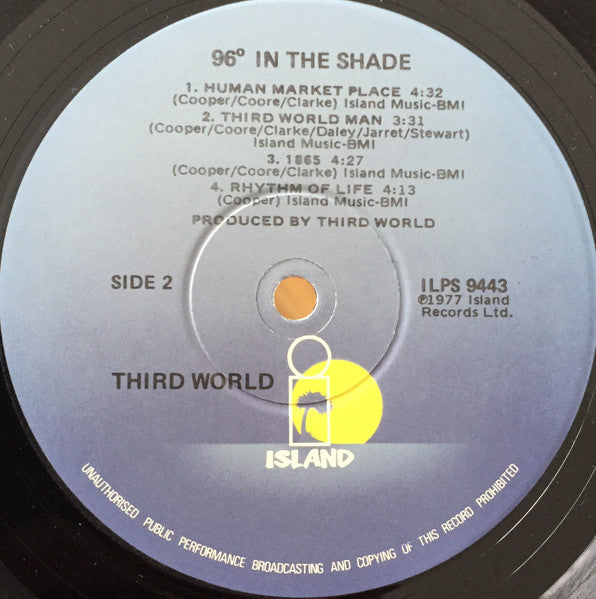 96º IN THE SHADE
1. HUMAN MARKET PLACE 4:32
(Cooper/Coore/Clarke) Island Music-BMI
2. THIRD WORLD MAN 3:31
(Cooper/Coore/Clarke/Daley/Jarret/Stewart)
Island Music-BMI
3. 1865 4:27
(Cooper/Coore/Clarke) Island Music-BMI
4. RHYTHM OF LIFE 4:13
(Cooper) Island Music-BMI
PRODUCED BY THIRD WORLD
SIDE 2
ILPS 9443
℗1977 Island
Records Ltd.
THIRD WORLD
ISLAND
UNAUTHORISED PUBLIC PERFORMANCE BROADCASTING AND COPYING OF THIS RECORD PROHIBITED